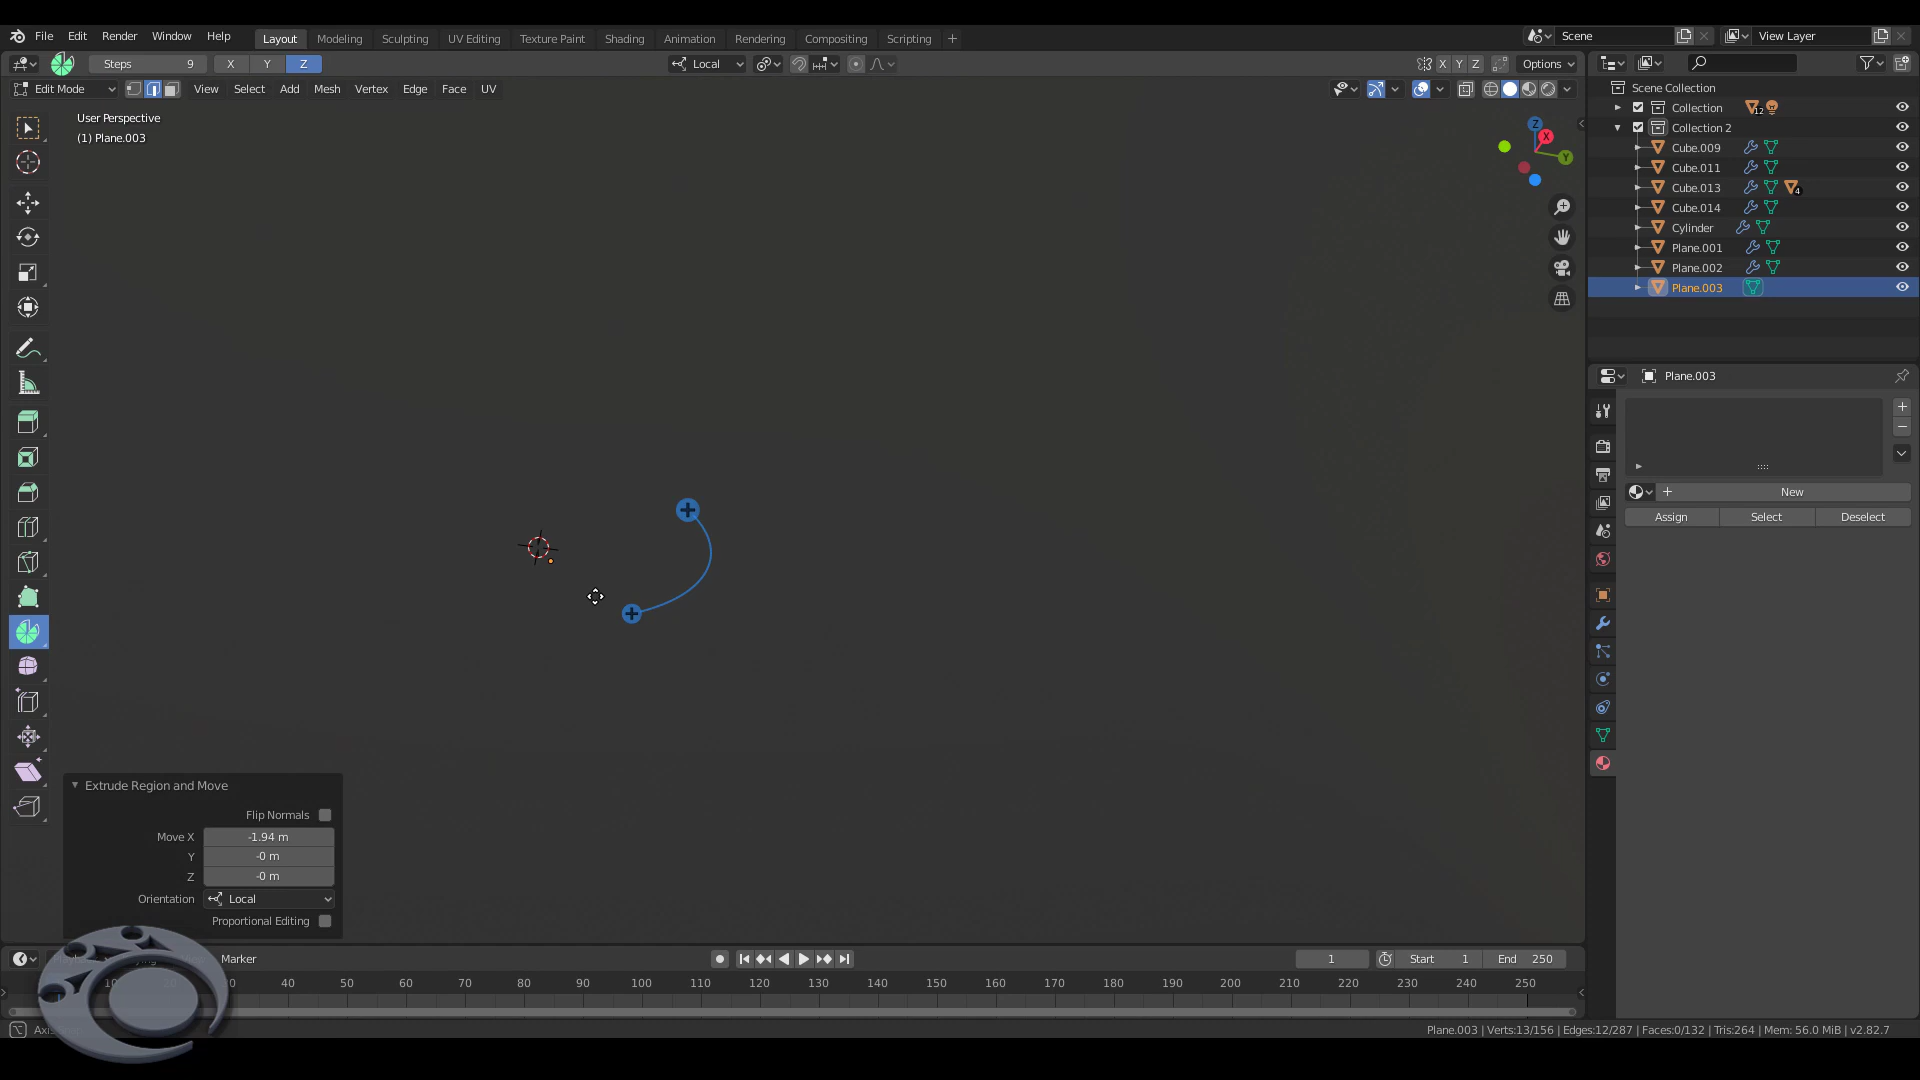 File Edit Render Window Help Layout Modeling Sculpting UV Editing Texture Paint Shading Animation Rendering Compositing Scripting + Scene View Layer
Steps 9 X Y Z Local X Y Z Options
Edit Mode View Select Add Mesh Vertex Edge Face UV
User Perspective
(1) Plane.003
Z
X
Y
Scene Collection
Collection 12
Collection 2
Cube.009
Cube.011
Cube.013 4
Cube.014
Cylinder
Plane.001
Plane.002
Plane.003
Plane.003
New
Assign Select Deselect
Extrude Region and Move
Flip Normals
Move X -1.94 m
Y -0 m
Z -0 m
Orientation Local
Proportional Editing
Marker 1 Start 1 End 250
40 50 60 70 80 90 100 110 120 130 140 150 160 170 180 190 200 210 220 230 240 250
Plane.003 | Verts:13/156 | Edges:12/287 | Faces:0/132 | Tris:264 | Mem: 56.0 MiB | v2.82.7